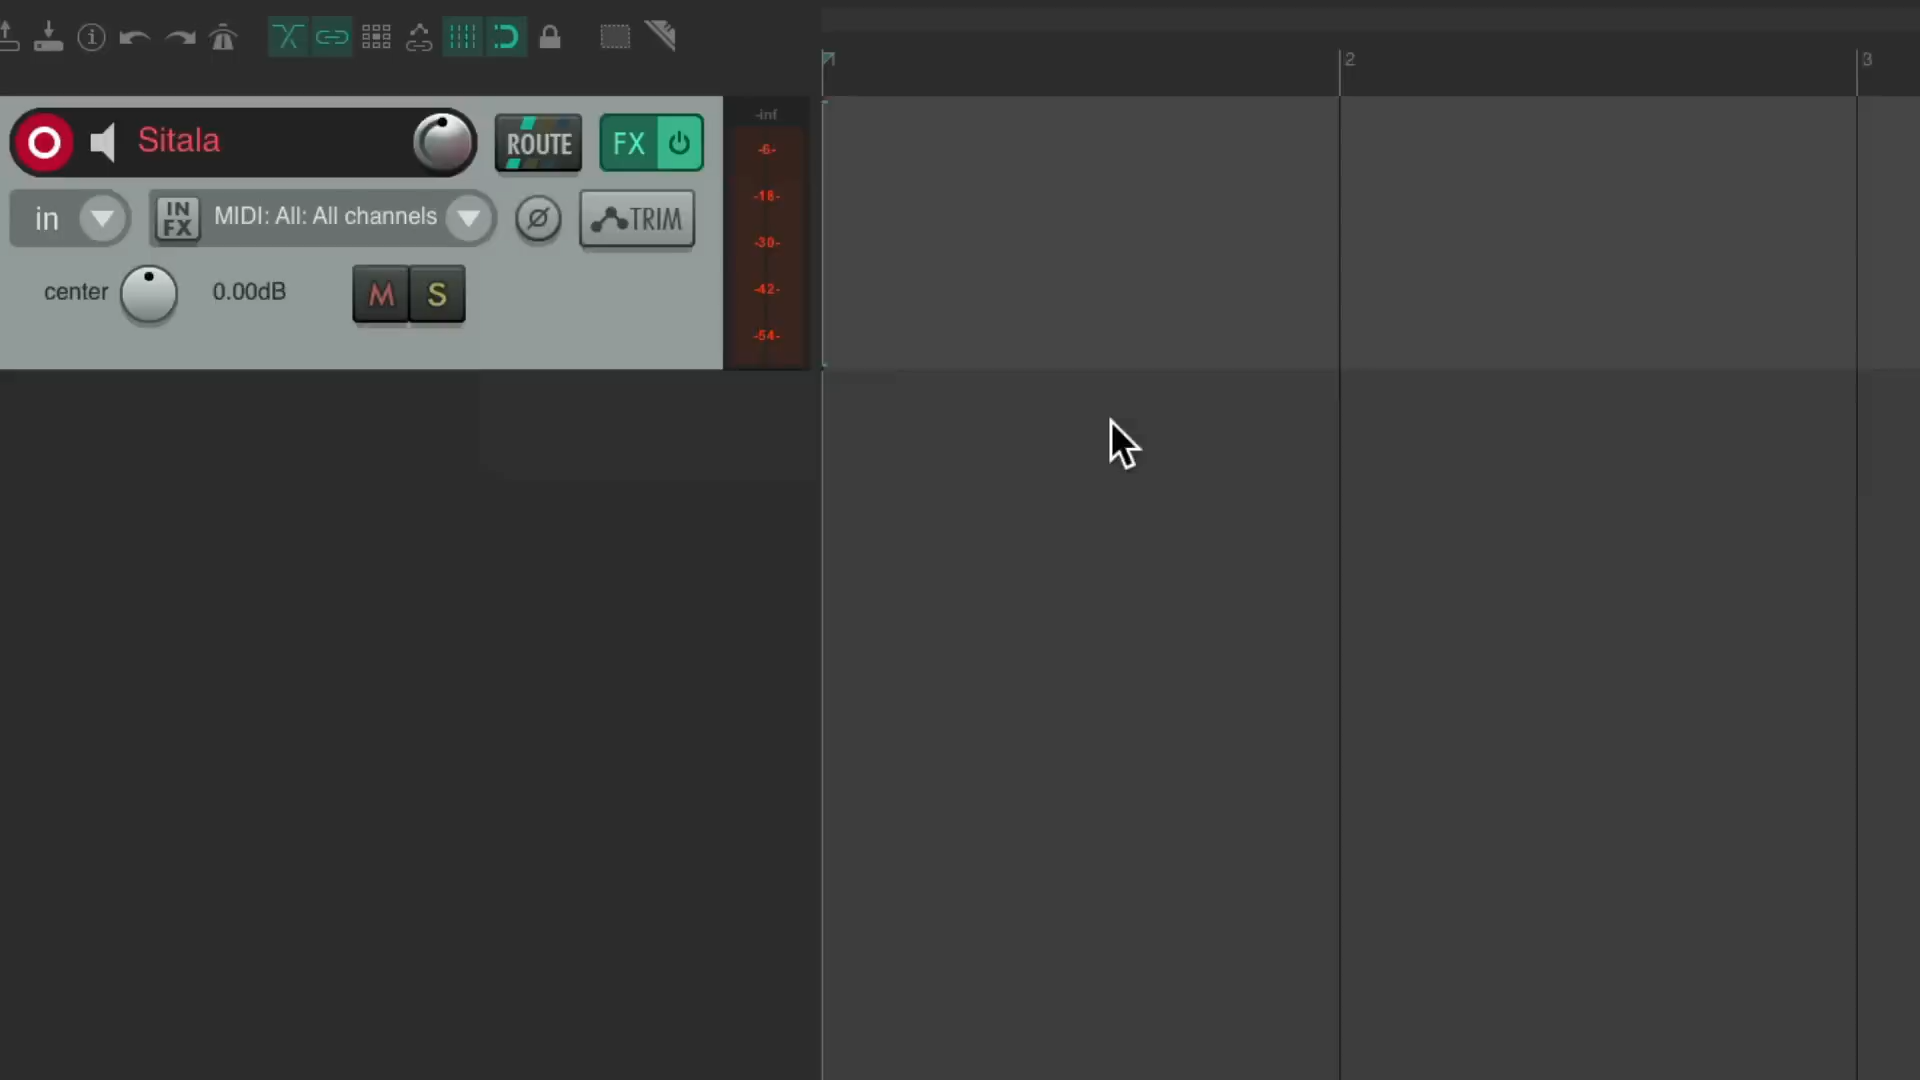 2
3
Sitala
ROUTE
FX
-inf
-6-
-18-
-30-
-42-
-54-
in
IN
FX
MIDI: All: All channels
TRIM
center
0.00dB
M
S